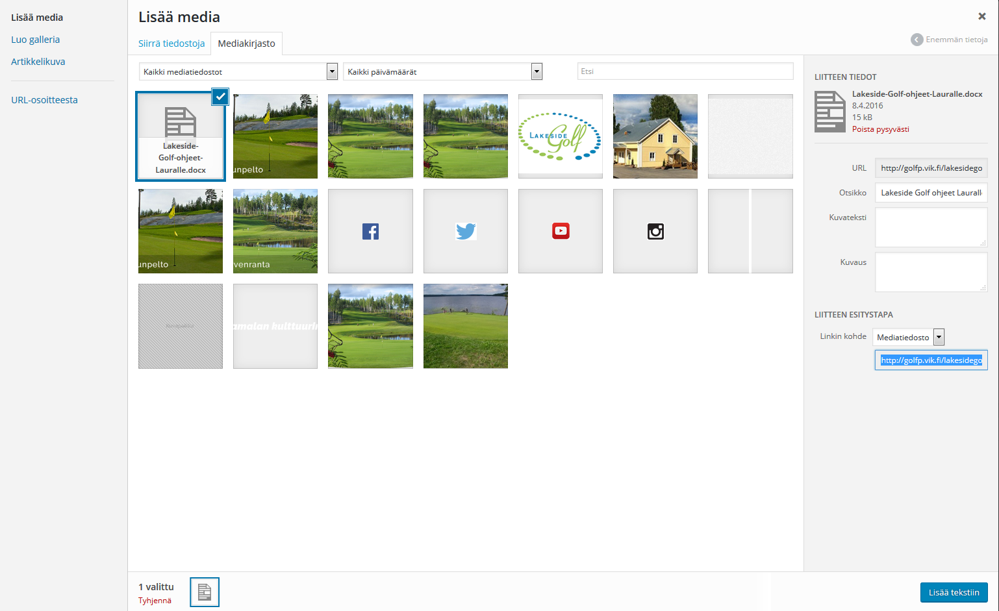 Lisää media
Luo galleria
Artikkelikuva
URL-osoitteesta
Lisää media
Siirrä tiedostoja
Mediakirjasto
Enemmän tietoja
Kaikki mediatiedostot
Kaikki päivämäärät
Etsi
Lakeside-
Golf-ohjeet-
Lauralle.docx
unpelto
LAKESIDE
Golf
unpelto
venranta
Kuvapaikka
amalan kulttuurin
1 valittu
Tyhjennä
LIITTEEN TIEDOT
Lakeside-Golf-ohjeet-Lauralle.docx
8.4.2016
15 kB
Poista pysyvästi
URL http://golfp.vik.fi/lakesidego
Otsikko Lakeside Golf ohjeet Laurall
Kuvateksti
Kuvaus
LIITTEEN ESITYSTAPA
Linkin kohde Mediatiedosto
http://golfp.vik.fi/lakesidego
Lisää tekstiin